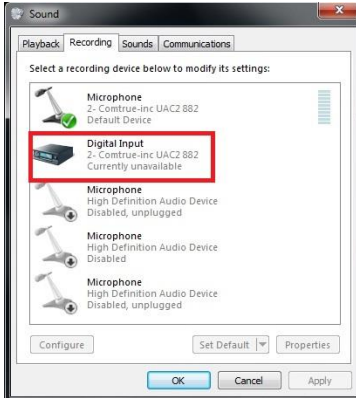 Sound
Playback Recording Sounds Communications
Select a recording device below to modify its settings:
Microphone
2- Comtrue-inc UAC2 882
Default Device
Digital Input
2- Comtrue-inc UAC2 882
Currently unavailable
Microphone
High Definition Audio Device
Disabled, unplugged
Microphone
High Definition Audio Device
Disabled
Microphone
High Definition Audio Device
Disabled, unplugged
Configure Set Default Properties
OK Cancel Apply